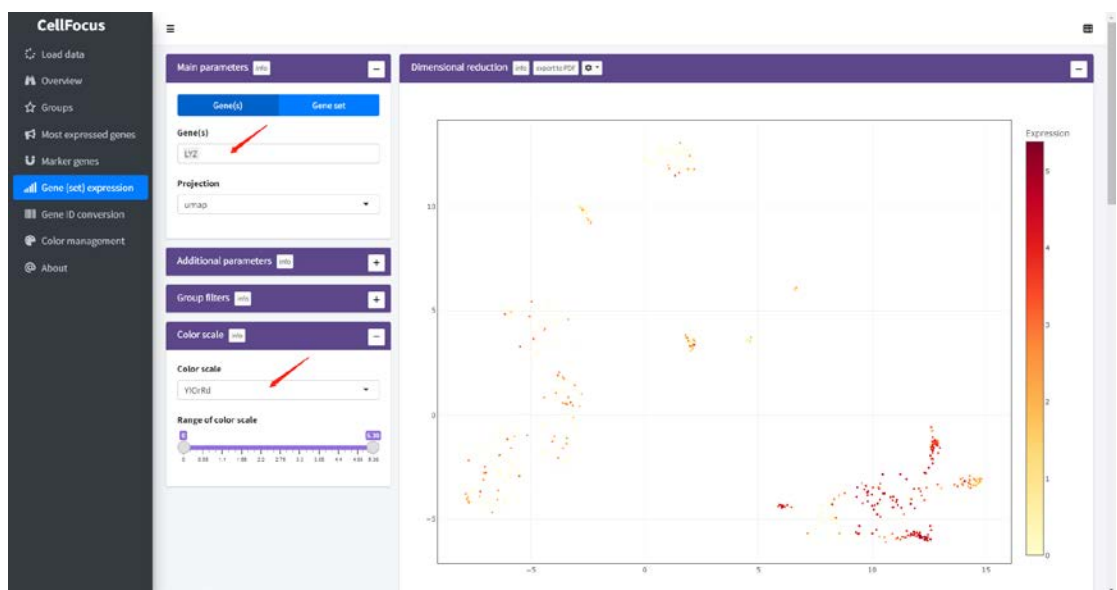 CellFocus
Load data
Overview
Groups
Most expressed genes
Marker genes
Gene (set) expression
Gene ID conversion
Color management
About
Main parameters info
Gene(s) Gene set
Gene(s)
LYZ
Projection
umap
Additional parameters info
Group filters info
Color scale info
Color scale
YlOrRd
Range of color scale
Dimensional reduction info export to PDF
Expression
5
4
3
2
1
0
10
5
0
−5
−5 0 5 10 15